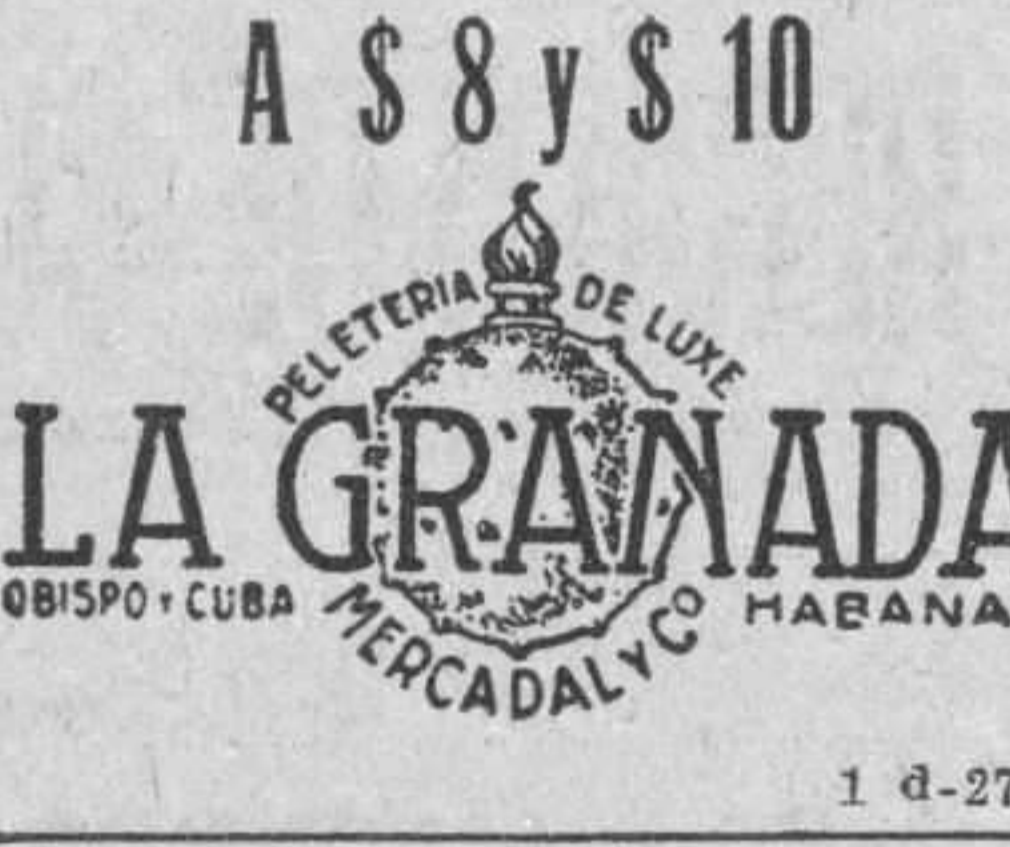 A $ 8 y $ 10
PELETERIA DE LUXE
LA GRANADA
OBISPO Y CUBA
HABANA
MERCADAL Y CO
1 d-27